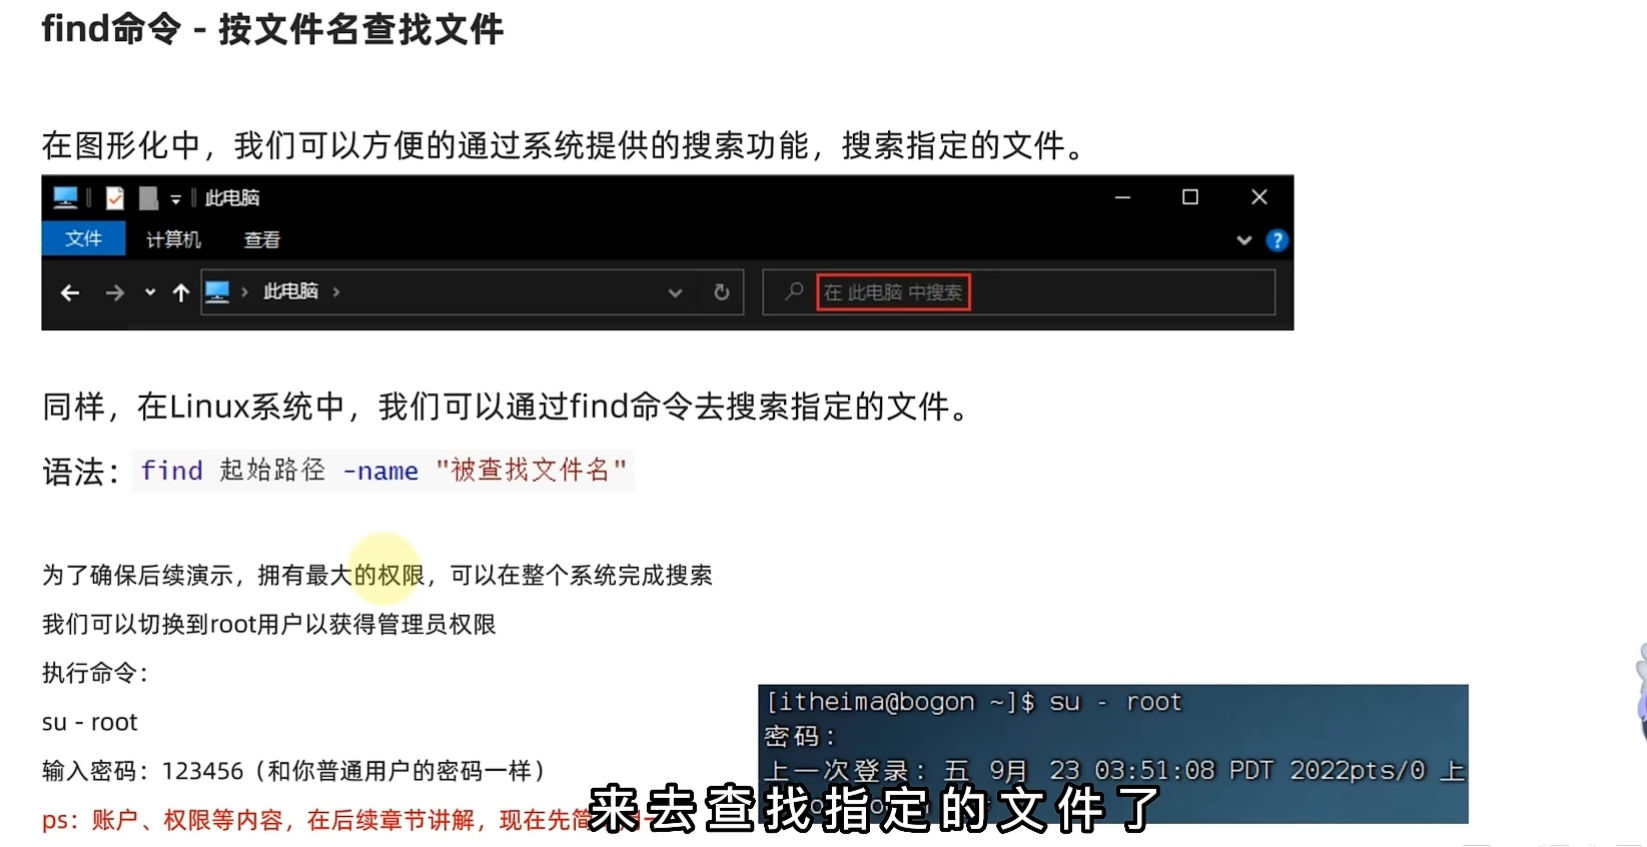 find命令 - 按文件名查找文件
在图形化中，我们可以方便的通过系统提供的搜索功能，搜索指定的文件。
此电脑
文件 计算机 查看
此电脑
在 此电脑 中搜索
同样，在Linux系统中，我们可以通过find命令去搜索指定的文件。
语法：find 起始路径 -name "被查找文件名"
为了确保后续演示，拥有最大的权限，可以在整个系统完成搜索
我们可以切换到root用户以获得管理员权限
执行命令：
su - root
输入密码：123456（和你普通用户的密码一样）
ps：账户、权限等内容，在后续章节讲解，现在先简
[itheima@bogon ~]$ su - root
密码：
上一次登录：五 9月 23 03:51:08 PDT 2022pts/0 上
来去查找指定的文件了